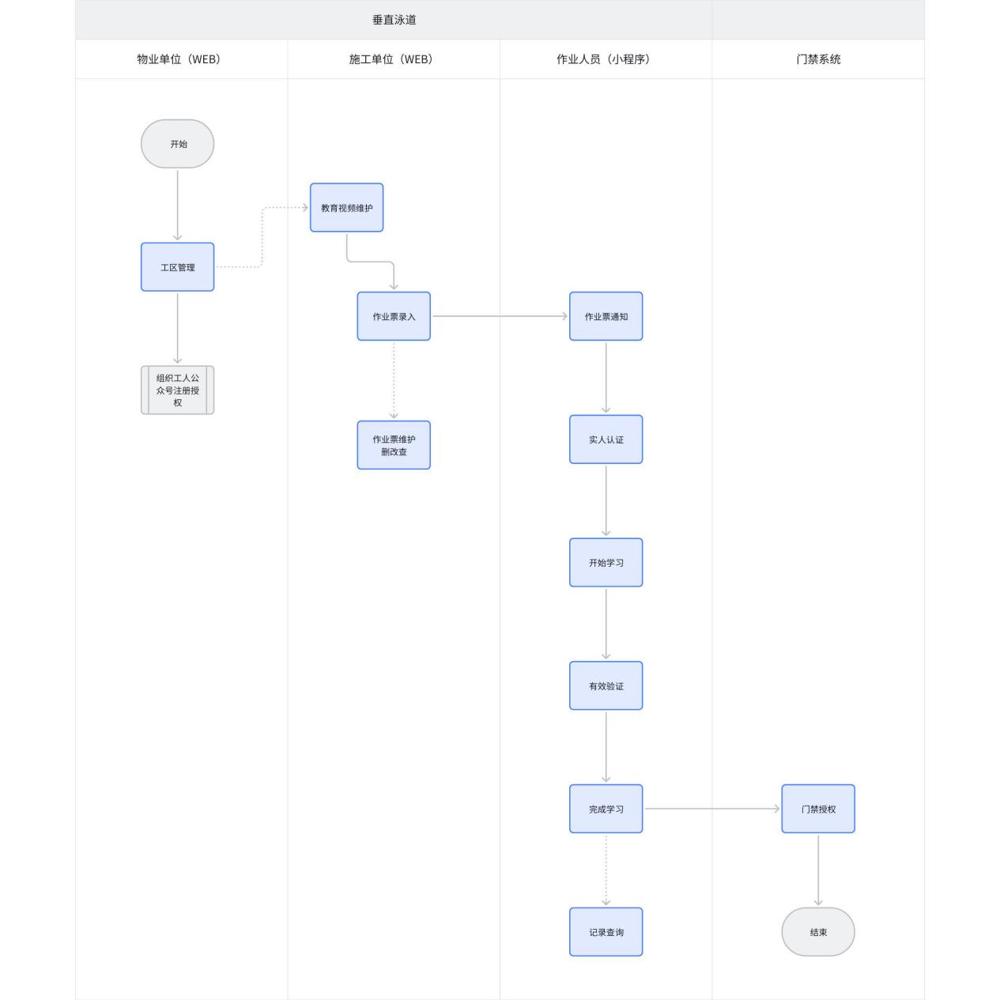 垂直泳道
物业单位（WEB）
施工单位（WEB）
作业人员（小程序）
门禁系统
开始
教育视频维护
工区管理
作业票录入
作业票通知
组织工人公
众号注册授
权
作业票维护
删改查
实人认证
开始学习
有效验证
完成学习
门禁授权
记录查询
结束